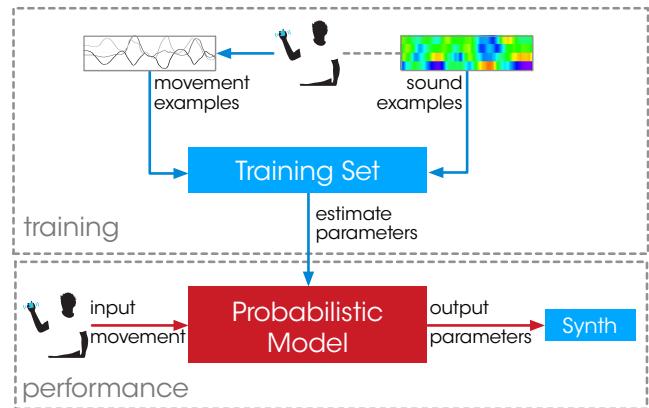 movement
examples
sound
examples
Training Set
training
estimate
parameters
input
movement
Probabilistic
Model
output
parameters
Synth
performance